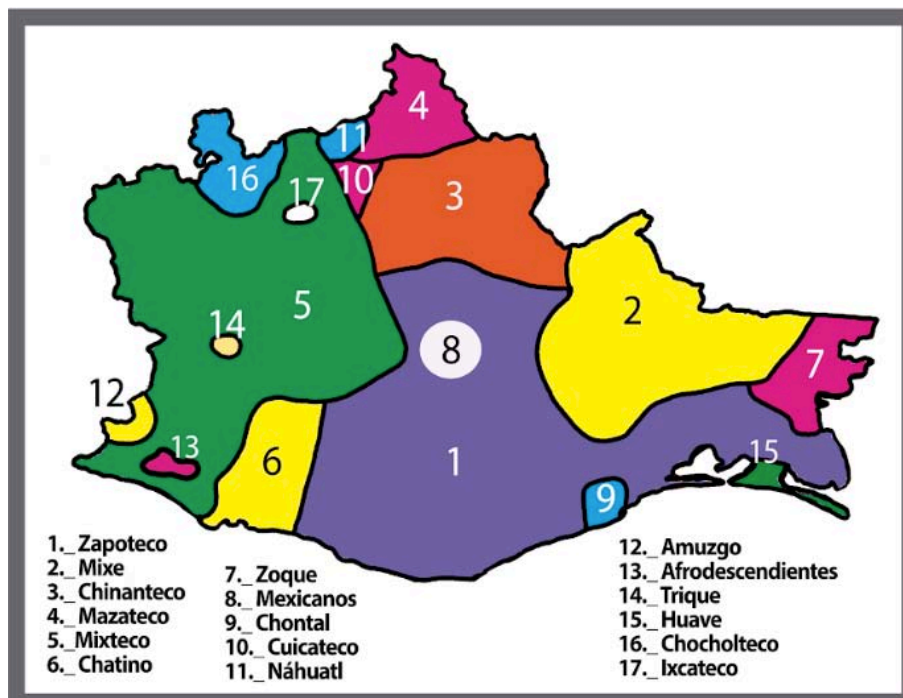 4
11
16
10
17
3
5
2
14
8
7
12
13
6
1
15
9
1._Zapoteco
2._Mixe
3._Chinanteco
4._Mazateco
5._Mixteco
6._Chatino
7._Zoque
8._Mexicanos
9._Chontal
10._Cuicateco
11._Náhuatl
12._Amuzgo
13._Afrodescendientes
14._Trique
15._Huave
16._Chocholteco
17._Ixcateco